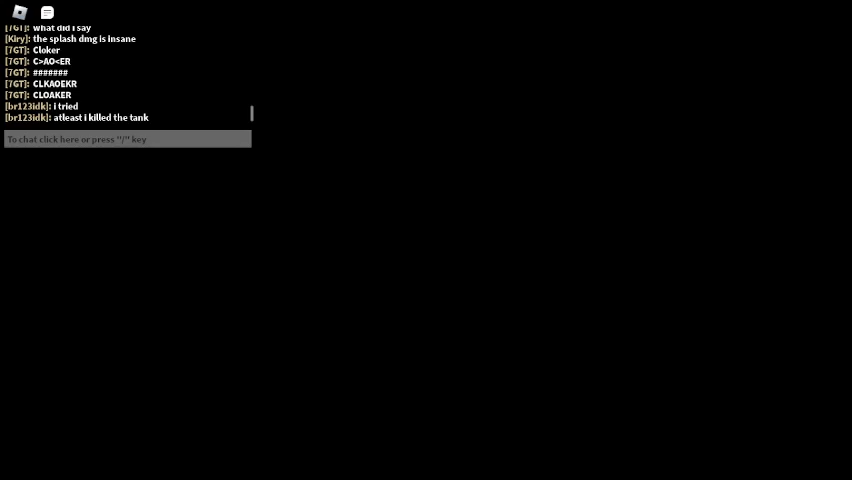 [7GT]: what did i say
[Kiry]: the splash dmg is insane
[7GT]: Cloker
[7GT]: C>AO<ER
[7GT]: #######
[7GT]: CLKAOEKR
[7GT]: CLOAKER
[br123idk]: i tried
[br123idk]: atleast i killed the tank
To chat click here or press "/" key